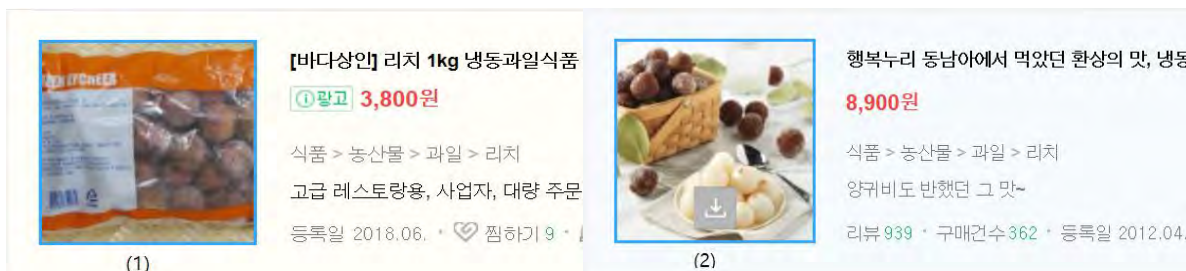 [바다상인] 리치 1kg 냉동과일식품
ⓘ광고 3,800원
식품 > 농산물 > 과일 > 리치
고급 레스토랑용, 사업자, 대량 주문
등록일 2018.06. · 찜하기 9 ·
(1)
행복누리 동남아에서 먹았던 환상의 맛, 냉동
8,900원
식품 > 농산물 > 과일 > 리치
양귀비도 반했던 그 맛~
리뷰 939 · 구매건수 362 · 등록일 2012.04.
(2)